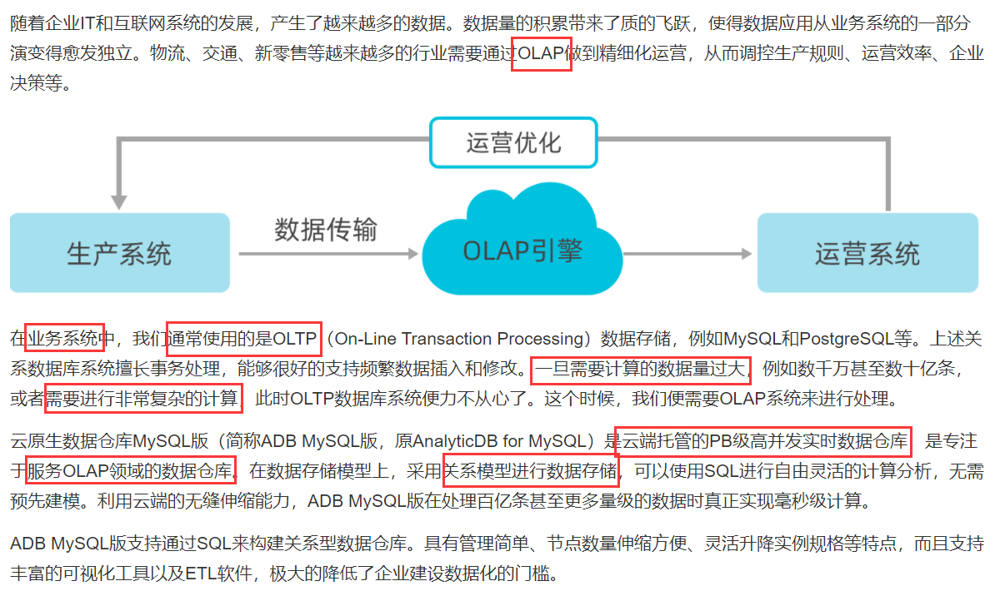 随着企业IT和互联网系统的发展，产生了越来越多的数据。数据量的积累带来了质的飞跃，使得数据应用从业务系统的一部分
演变得愈发独立。物流、交通、新零售等越来越多的行业需要通过OLAP做到精细化运营，从而调控生产规则、运营效率、企业
决策等。
运营优化
数据传输
生产系统
OLAP引擎
运营系统
在业务系统中，我们通常使用的是OLTP（On-Line Transaction Processing）数据存储，例如MySQL和PostgreSQL等。上述关
系数据库系统擅长事务处理，能够很好的支持频繁数据插入和修改。一旦需要计算的数据量过大，例如数千万甚至数十亿条，
或者需要进行非常复杂的计算，此时OLTP数据库系统便力不从心了。这个时候，我们便需要OLAP系统来进行处理。
云原生数据仓库MySQL版（简称ADB MySQL版，原AnalyticDB for MySQL）是云端托管的PB级高并发实时数据仓库，是专注
于服务OLAP领域的数据仓库。在数据存储模型上，采用关系模型进行数据存储，可以使用SQL进行自由灵活的计算分析，无需
预先建模。利用云端的无缝伸缩能力，ADB MySQL版在处理百亿条甚至更多量级的数据时真正实现毫秒级计算。
ADB MySQL版支持通过SQL来构建关系型数据仓库。具有管理简单、节点数量伸缩方便、灵活升降实例规格等特点，而且支持
丰富的可视化工具以及ETL软件，极大的降低了企业建设数据化的门槛。